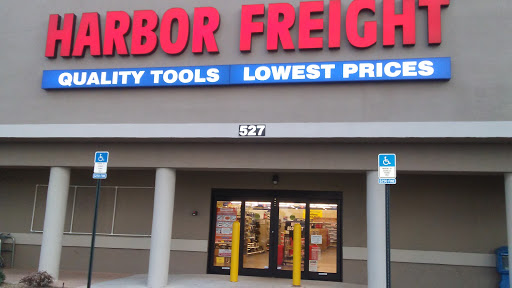 HARBOR FREIGHT
QUALITY TOOLS LOWEST PRICES
527